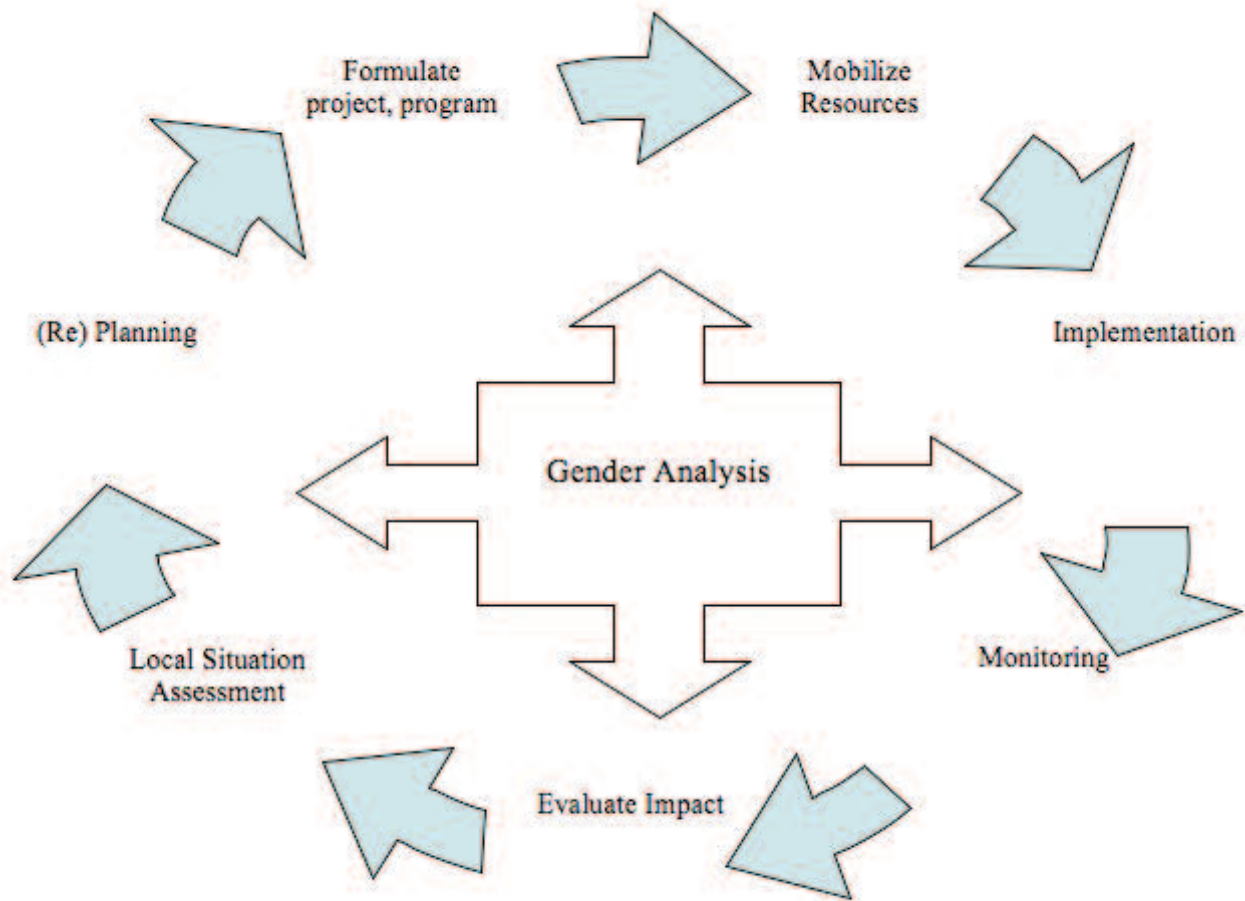 Formulate
project, program
Mobilize
Resources
(Re) Planning
Implementation
Gender Analysis
Local Situation
Assessment
Monitoring
Evaluate Impact